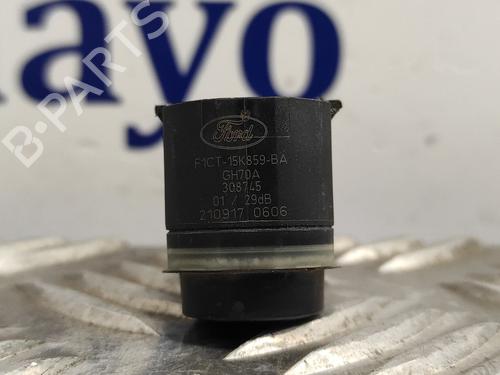 ayo
B-PARTS
Ford
F1CT-15K859-BA
GH70A
308745
01 / 29dB
210917 0606